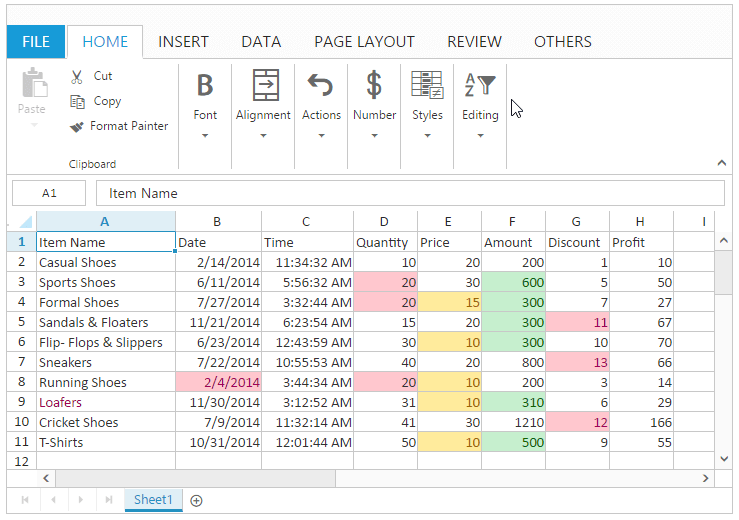 FILE HOME INSERT DATA PAGE LAYOUT REVIEW OTHERS
Paste
Cut
Copy
Format Painter
Clipboard
B
Font
Alignment
Actions
$
Number
Styles
A
Z
Editing
A1 Item Name
A B C D E F G H I
1 Item Name Date Time Quantity Price Amount Discount Profit
2 Casual Shoes 2/14/2014 11:34:32 AM 10 20 200 1 10
3 Sports Shoes 6/11/2014 5:56:32 AM 20 30 600 5 50
4 Formal Shoes 7/27/2014 3:32:44 AM 20 15 300 7 27
5 Sandals & Floaters 11/21/2014 6:23:54 AM 15 20 300 11 67
6 Flip- Flops & Slippers 6/23/2014 12:43:59 AM 30 10 300 10 70
7 Sneakers 7/22/2014 10:55:53 AM 40 20 800 13 66
8 Running Shoes 2/4/2014 3:44:34 AM 20 10 200 3 14
9 Loafers 11/30/2014 3:12:52 AM 31 10 310 6 29
10 Cricket Shoes 7/9/2014 11:32:14 AM 41 30 1210 12 166
11 T-Shirts 10/31/2014 12:01:44 AM 50 10 500 9 55
12
Sheet1